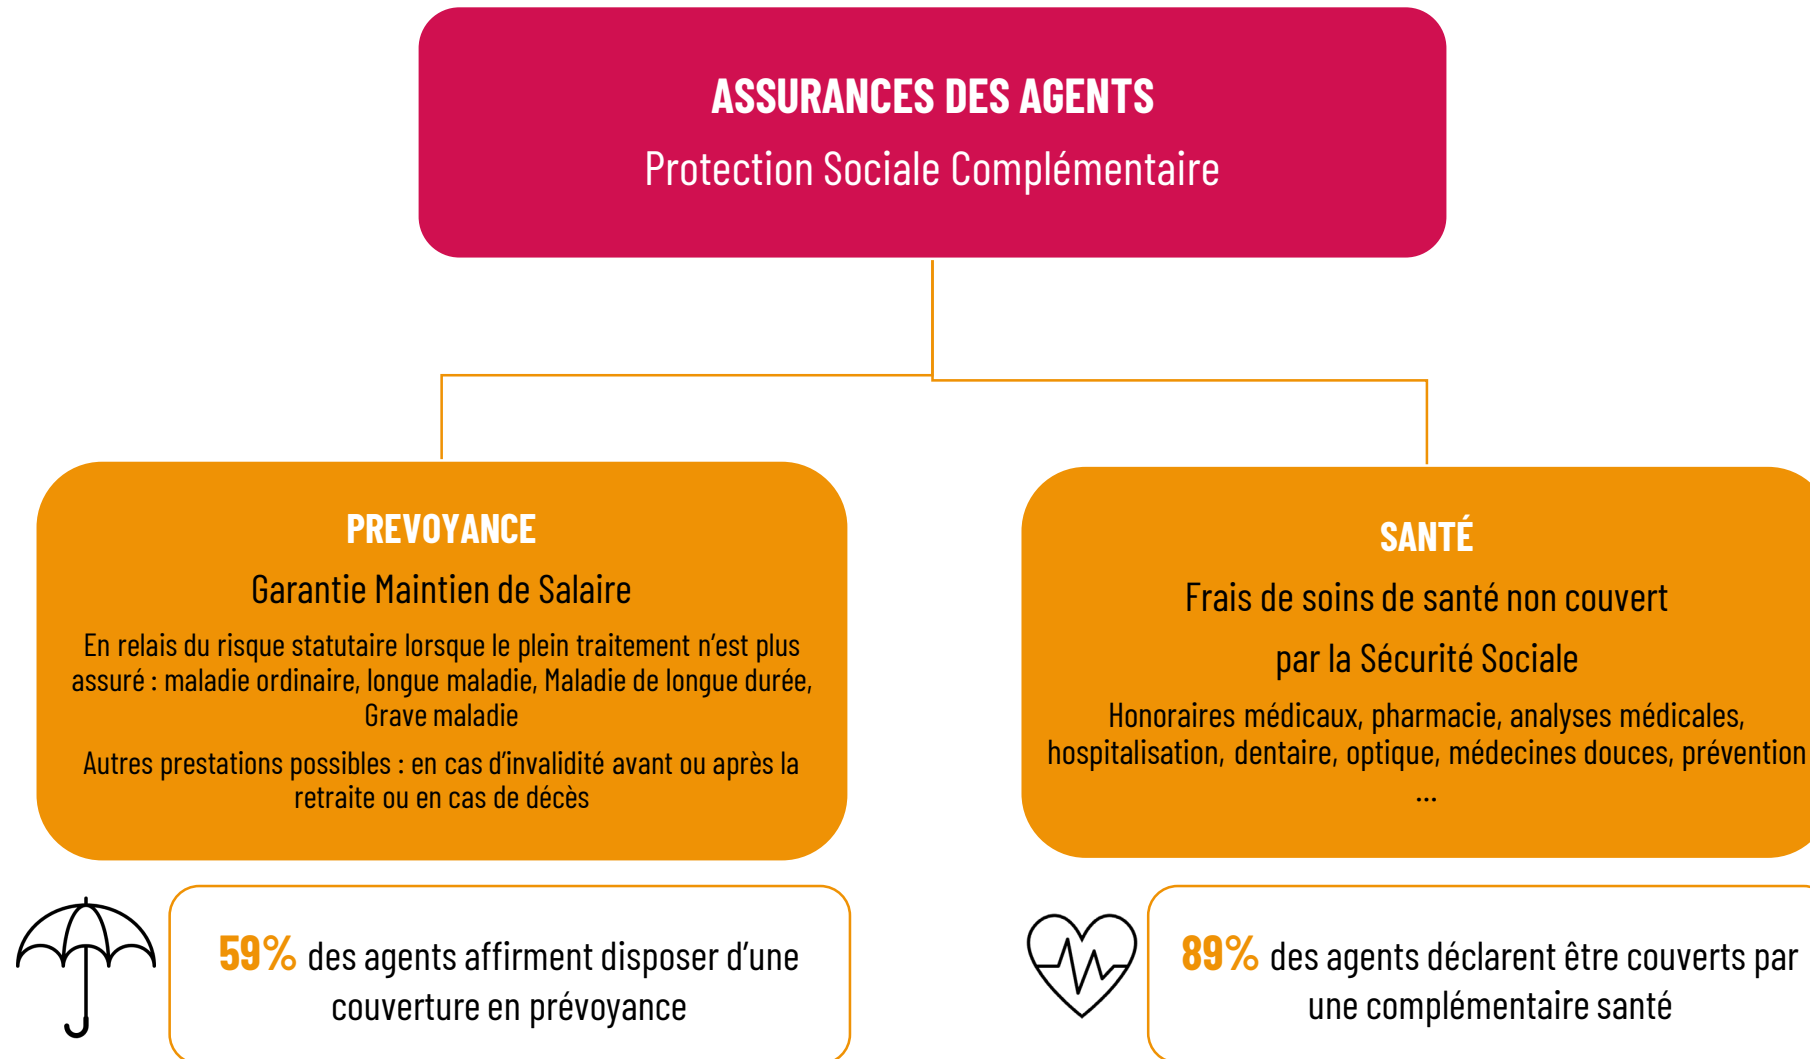 ASSURANCES DES AGENTS
Protection Sociale Complémentaire
PREVOYANCE
Garantie Maintien de Salaire
En relais du risque statutaire lorsque le plein traitement n'est plus
assuré : maladie ordinaire, longue maladie, Maladie de longue durée,
Grave maladie
Autres prestations possibles : en cas d'invalidité avant ou après la
retraite ou en cas de décès
SANTÉ
Frais de soins de santé non couvert
par la Sécurité Sociale
Honoraires médicaux, pharmacie, analyses médicales,
hospitalisation, dentaire, optique, médecines douces, prévention
...
59% des agents affirment disposer d'une
couverture en prévoyance
89% des agents déclarent être couverts par
une complémentaire santé